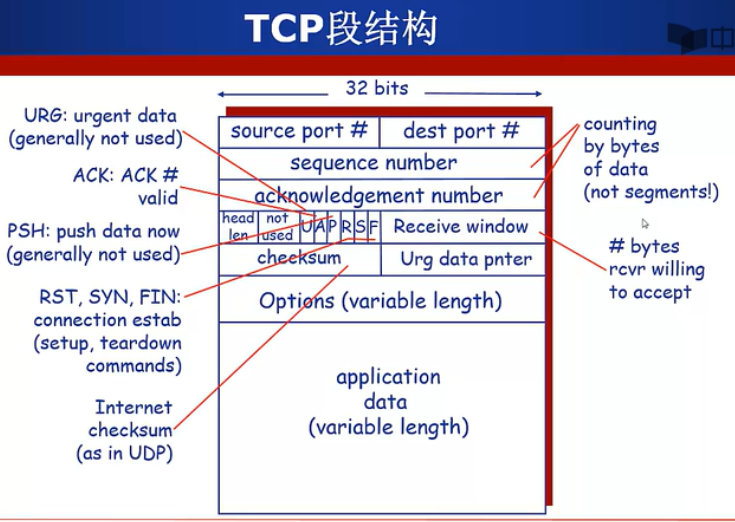 TCP段结构
中
32 bits
URG: urgent data
(generally not used)
ACK: ACK #
valid
PSH: push data now
(generally not used)
RST, SYN, FIN:
connection estab
(setup, teardown
commands)
Internet
checksum
(as in UDP)
source port #
dest port #
sequence number
acknowledgement number
head
len
not
used
U
A
P
R
S
F
Receive window
checksum
Urg data pnter
Options (variable length)
application
data
(variable length)
counting
by bytes
of data
(not segments!)
# bytes
rcvr willing
to accept